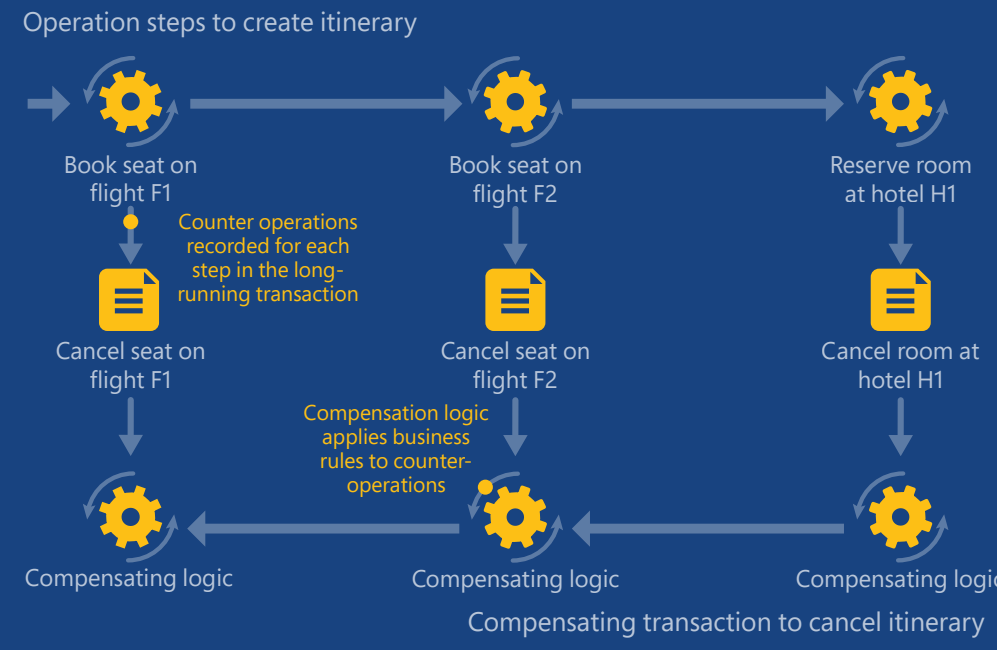 Operation steps to create itinerary
Book seat on
flight F1
Book seat on
flight F2
Reserve room
at hotel H1
Counter operations
recorded for each
step in the long-
running transaction
Cancel seat on
flight F1
Cancel seat on
flight F2
Cancel room at
hotel H1
Compensation logic
applies business
rules to counter-
operations
Compensating logic
Compensating logic
Compensating logic
Compensating transaction to cancel itinerary